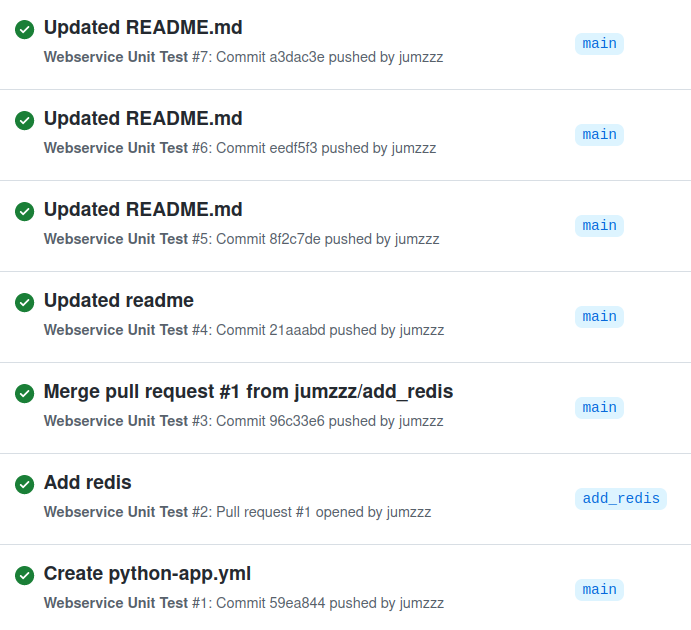 Updated README.md
main
Webservice Unit Test #7: Commit a3dac3e pushed by jumzzz
Updated README.md
main
Webservice Unit Test #6: Commit eedf5f3 pushed by jumzzz
Updated README.md
main
Webservice Unit Test #5: Commit 8f2c7de pushed by jumzzz
Updated readme
main
Webservice Unit Test #4: Commit 21aaabd pushed by jumzzz
Merge pull request #1 from jumzzz/add_redis
main
Webservice Unit Test #3: Commit 96c33e6 pushed by jumzzz
Add redis
add_redis
Webservice Unit Test #2: Pull request #1 opened by jumzzz
Create python-app.yml
main
Webservice Unit Test #1: Commit 59ea844 pushed by jumzzz